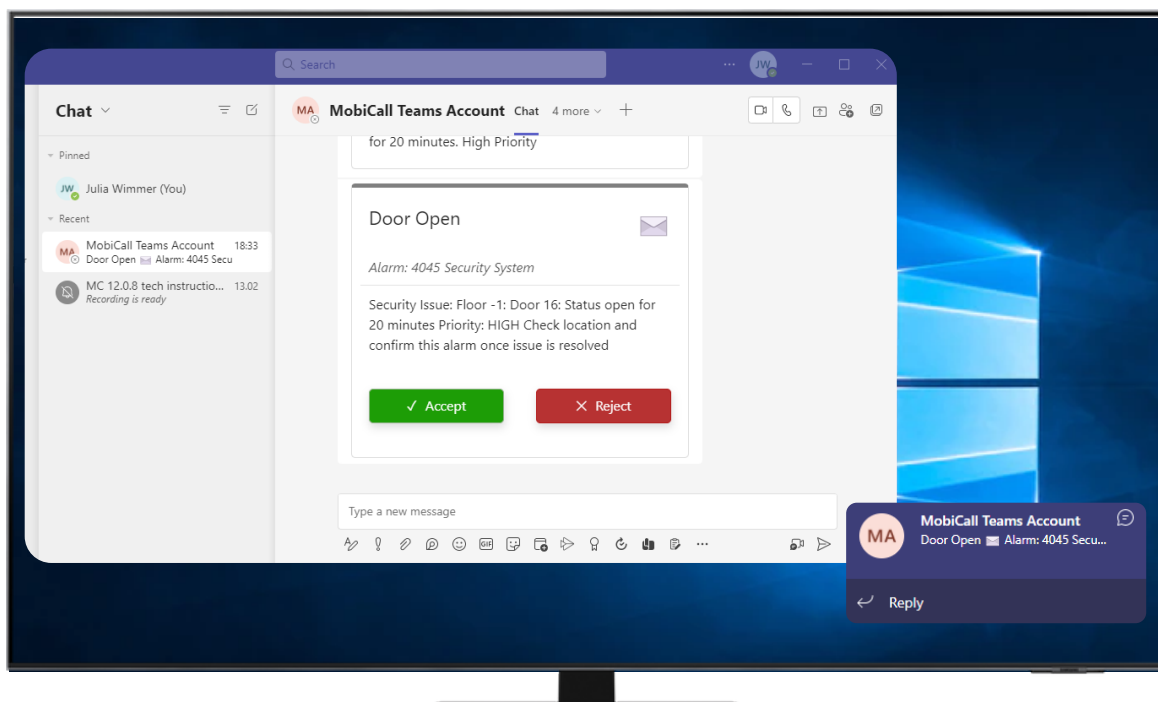 Search
JW
Chat
MA
MobiCall Teams Account
Chat
4 more
Pinned
JW
Julia Wimmer (You)
Recent
MA
MobiCall Teams Account 18:33
Door Open Alarm: 4045 Secu
MC 12.0.8 tech instructio... 13.02
Recording is ready
for 20 minutes. High Priority
Door Open
Alarm: 4045 Security System
Security Issue: Floor -1: Door 16: Status open for
20 minutes Priority: HIGH Check location and
confirm this alarm once issue is resolved
Accept
Reject
Type a new message
GIF
MA
MobiCall Teams Account
Door Open Alarm: 4045 Secu...
Reply